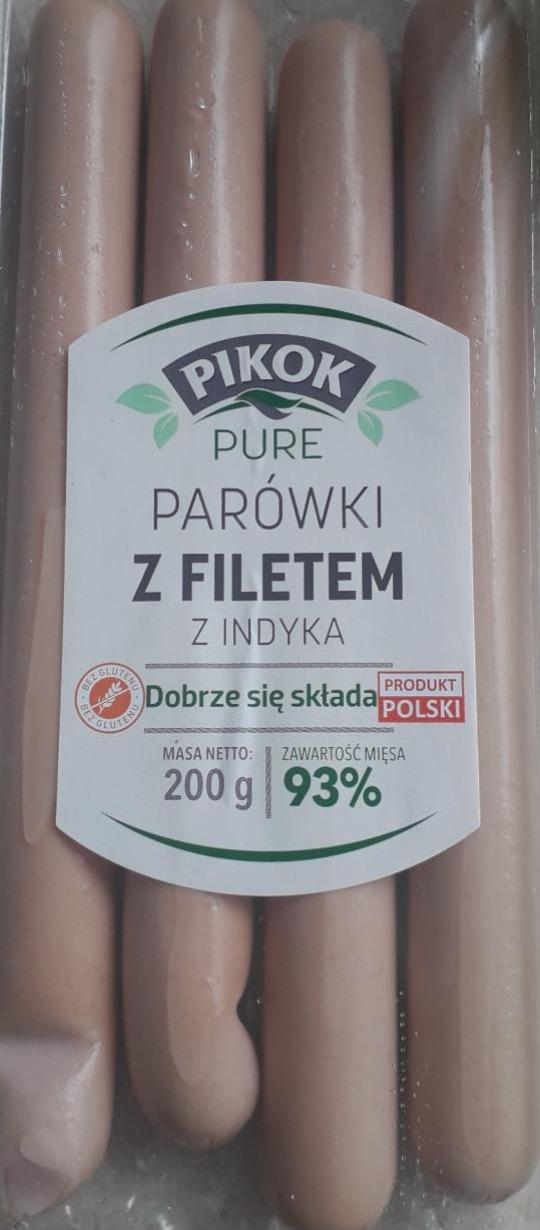 PIKOK
PURE
PARÓWKI
Z FILETEM
Z INDYKA
BEZ GLUTENU · BEZ GLUTENU ·
Dobrze się składa
PRODUKT
POLSKI
MASA NETTO:
200 g
ZAWARTOŚĆ MIĘSA
93%